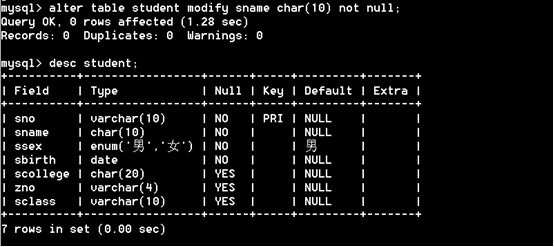 mysql> alter table student modify sname char(10) not null;
Query OK, 0 rows affected (1.28 sec)
Records: 0  Duplicates: 0  Warnings: 0
mysql> desc student;
+----------+----------------+------+-----+---------+-------+
| Field    | Type           | Null | Key | Default | Extra |
+----------+----------------+------+-----+---------+-------+
| sno      | varchar(10)    | NO   | PRI | NULL    |       |
| sname    | char(10)       | NO   |     | NULL    |       |
| ssex     | enum('男','女') | NO   |     | 男      |       |
| sbirth   | date           | NO   |     | NULL    |       |
| scollege | char(20)       | YES  |     | NULL    |       |
| zno      | varchar(4)     | YES  |     | NULL    |       |
| sclass   | varchar(10)    | YES  |     | NULL    |       |
+----------+----------------+------+-----+---------+-------+
7 rows in set (0.00 sec)